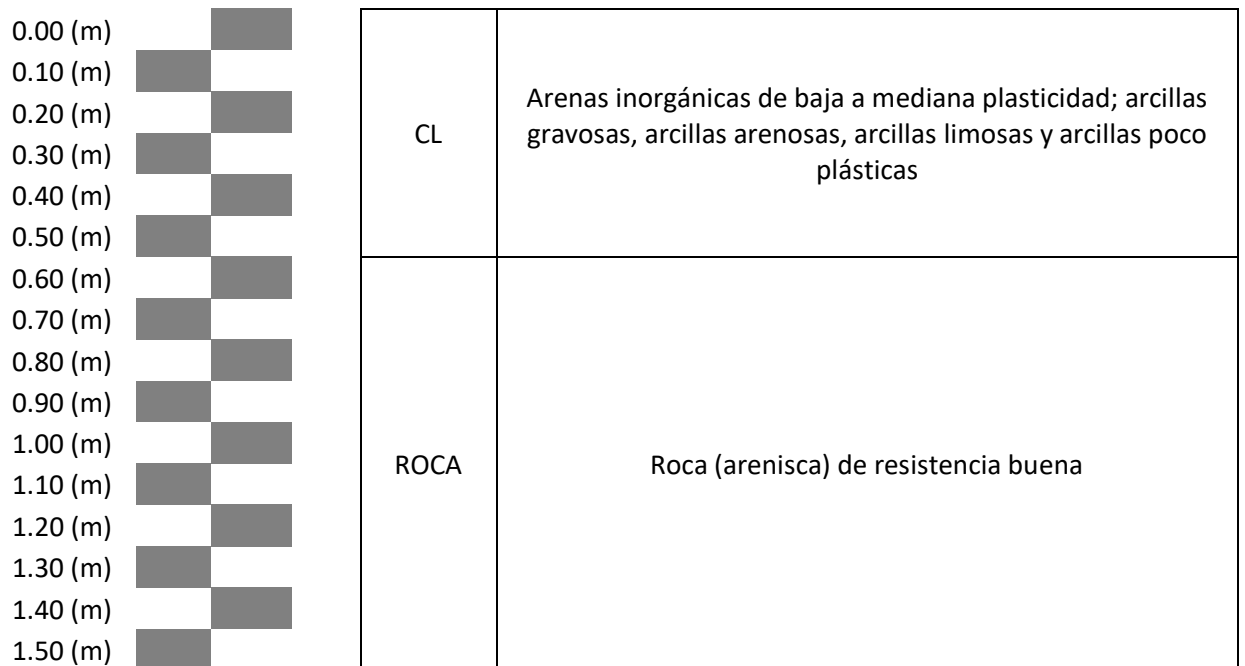 0.00 (m)
0.10 (m)
0.20 (m)
0.30 (m)
0.40 (m)
0.50 (m)
0.60 (m)
0.70 (m)
0.80 (m)
0.90 (m)
1.00 (m)
1.10 (m)
1.20 (m)
1.30 (m)
1.40 (m)
1.50 (m)
CL
Arenas inorgánicas de baja a mediana plasticidad; arcillas
gravosas, arcillas arenosas, arcillas limosas y arcillas poco
plásticas
ROCA
Roca (arenisca) de resistencia buena